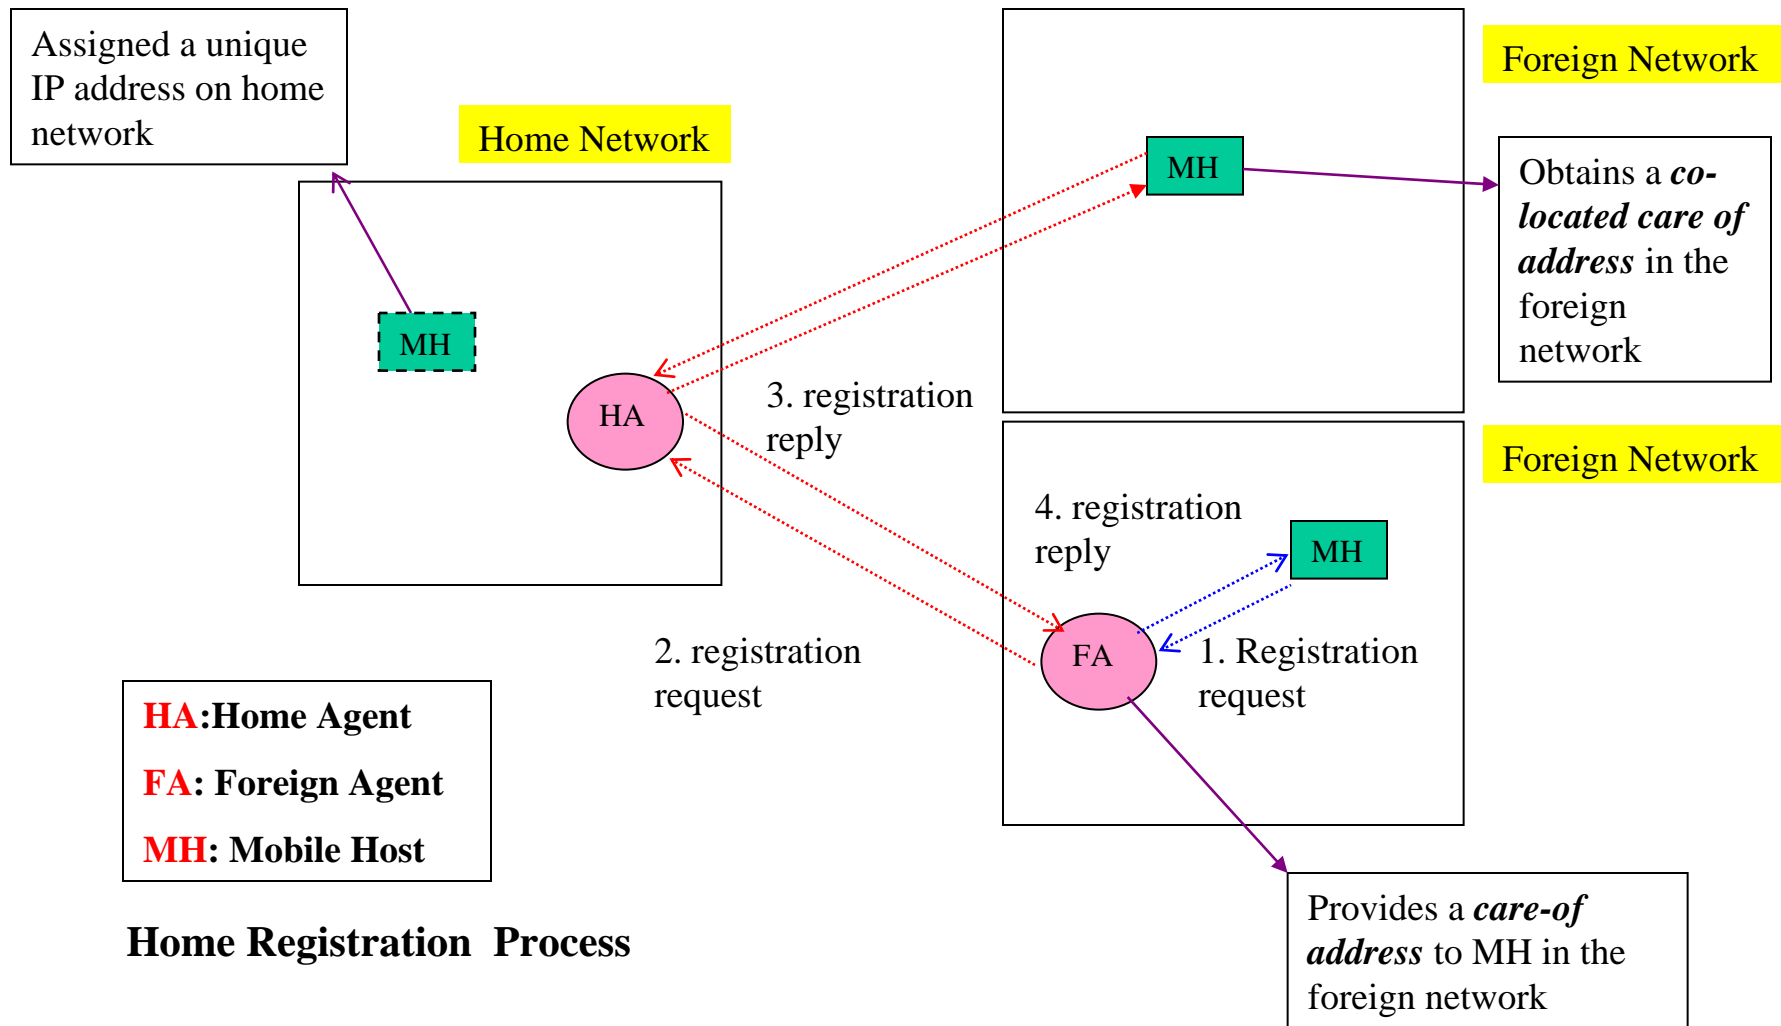 Assigned a unique
IP address on home
network
Home Network
Foreign Network
MH
Obtains a co-
located care of
address in the
foreign
network
MH
HA
3. registration
reply
Foreign Network
4. registration
reply
MH
FA
1. Registration
request
2. registration
request
HA:Home Agent
FA: Foreign Agent
MH: Mobile Host
Home Registration  Process
Provides a care-of
address to MH in the
foreign network